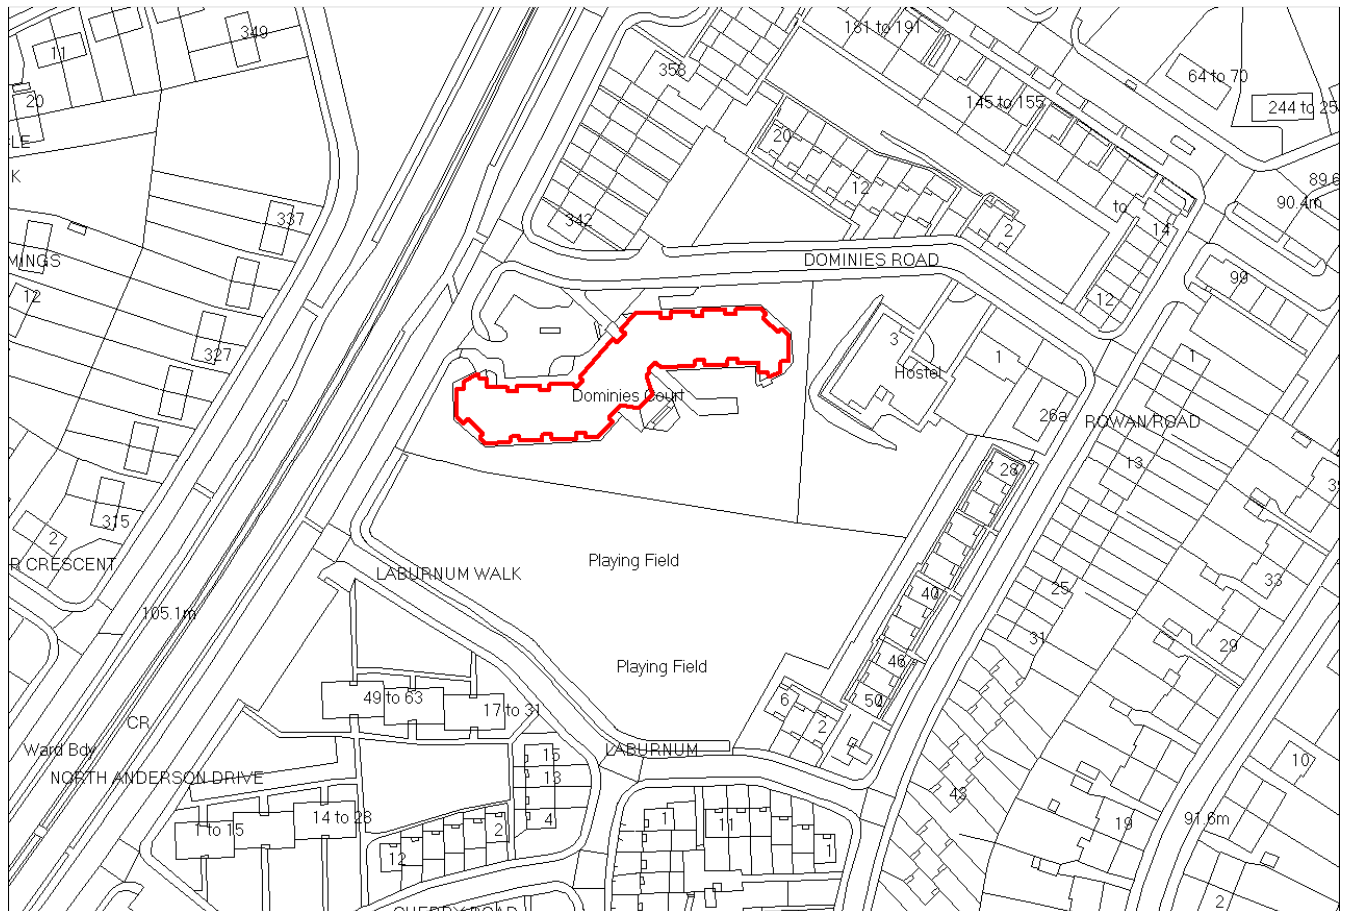 349
181 to 191
11
358
64 to 70
20
145 to 155
244 to 25
LE
20
K
12
89.6
90.4m
337
342
to
2
14
MINGS
DOMINIES ROAD
99
12
12
327
3
1
1
Hostel
Dominies Court
26a
ROWAN ROAD
13
28
3
315
2
R CRESCENT
Playing Field
LABURNUM WALK
33
25
40
105.1m
31
29
46
Playing Field
49 to 63
17 to 31
6
50
2
CR
Ward Bdy
LABURNUM
15
10
NORTH ANDERSON DRIVE
13
43
1 to 15
14 to 28
2
4
1
11
19
91.6m
12
1
2
CHERRY ROAD